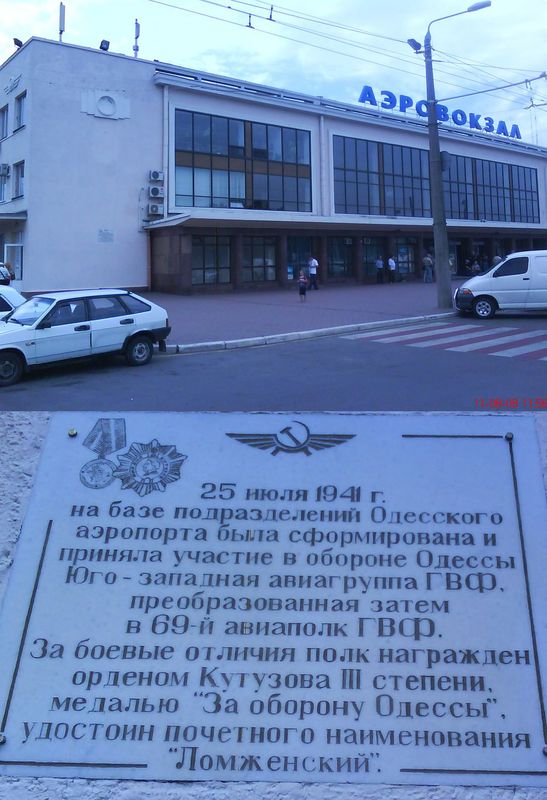 АЭРОВОКЗАЛ
25 июля 1941 г.
на базе подразделений Одесского
аэропорта была сформирована и
приняла участие в обороне Одессы
Юго-западная авиагруппа ГВФ,
преобразованная затем
в 69-й авиаполк ГВФ.
За боевые отличия полк награжден
орденом Кутузова III степени,
медалью "За оборону Одессы",
удостоин почетного наименования
"Ломженский".